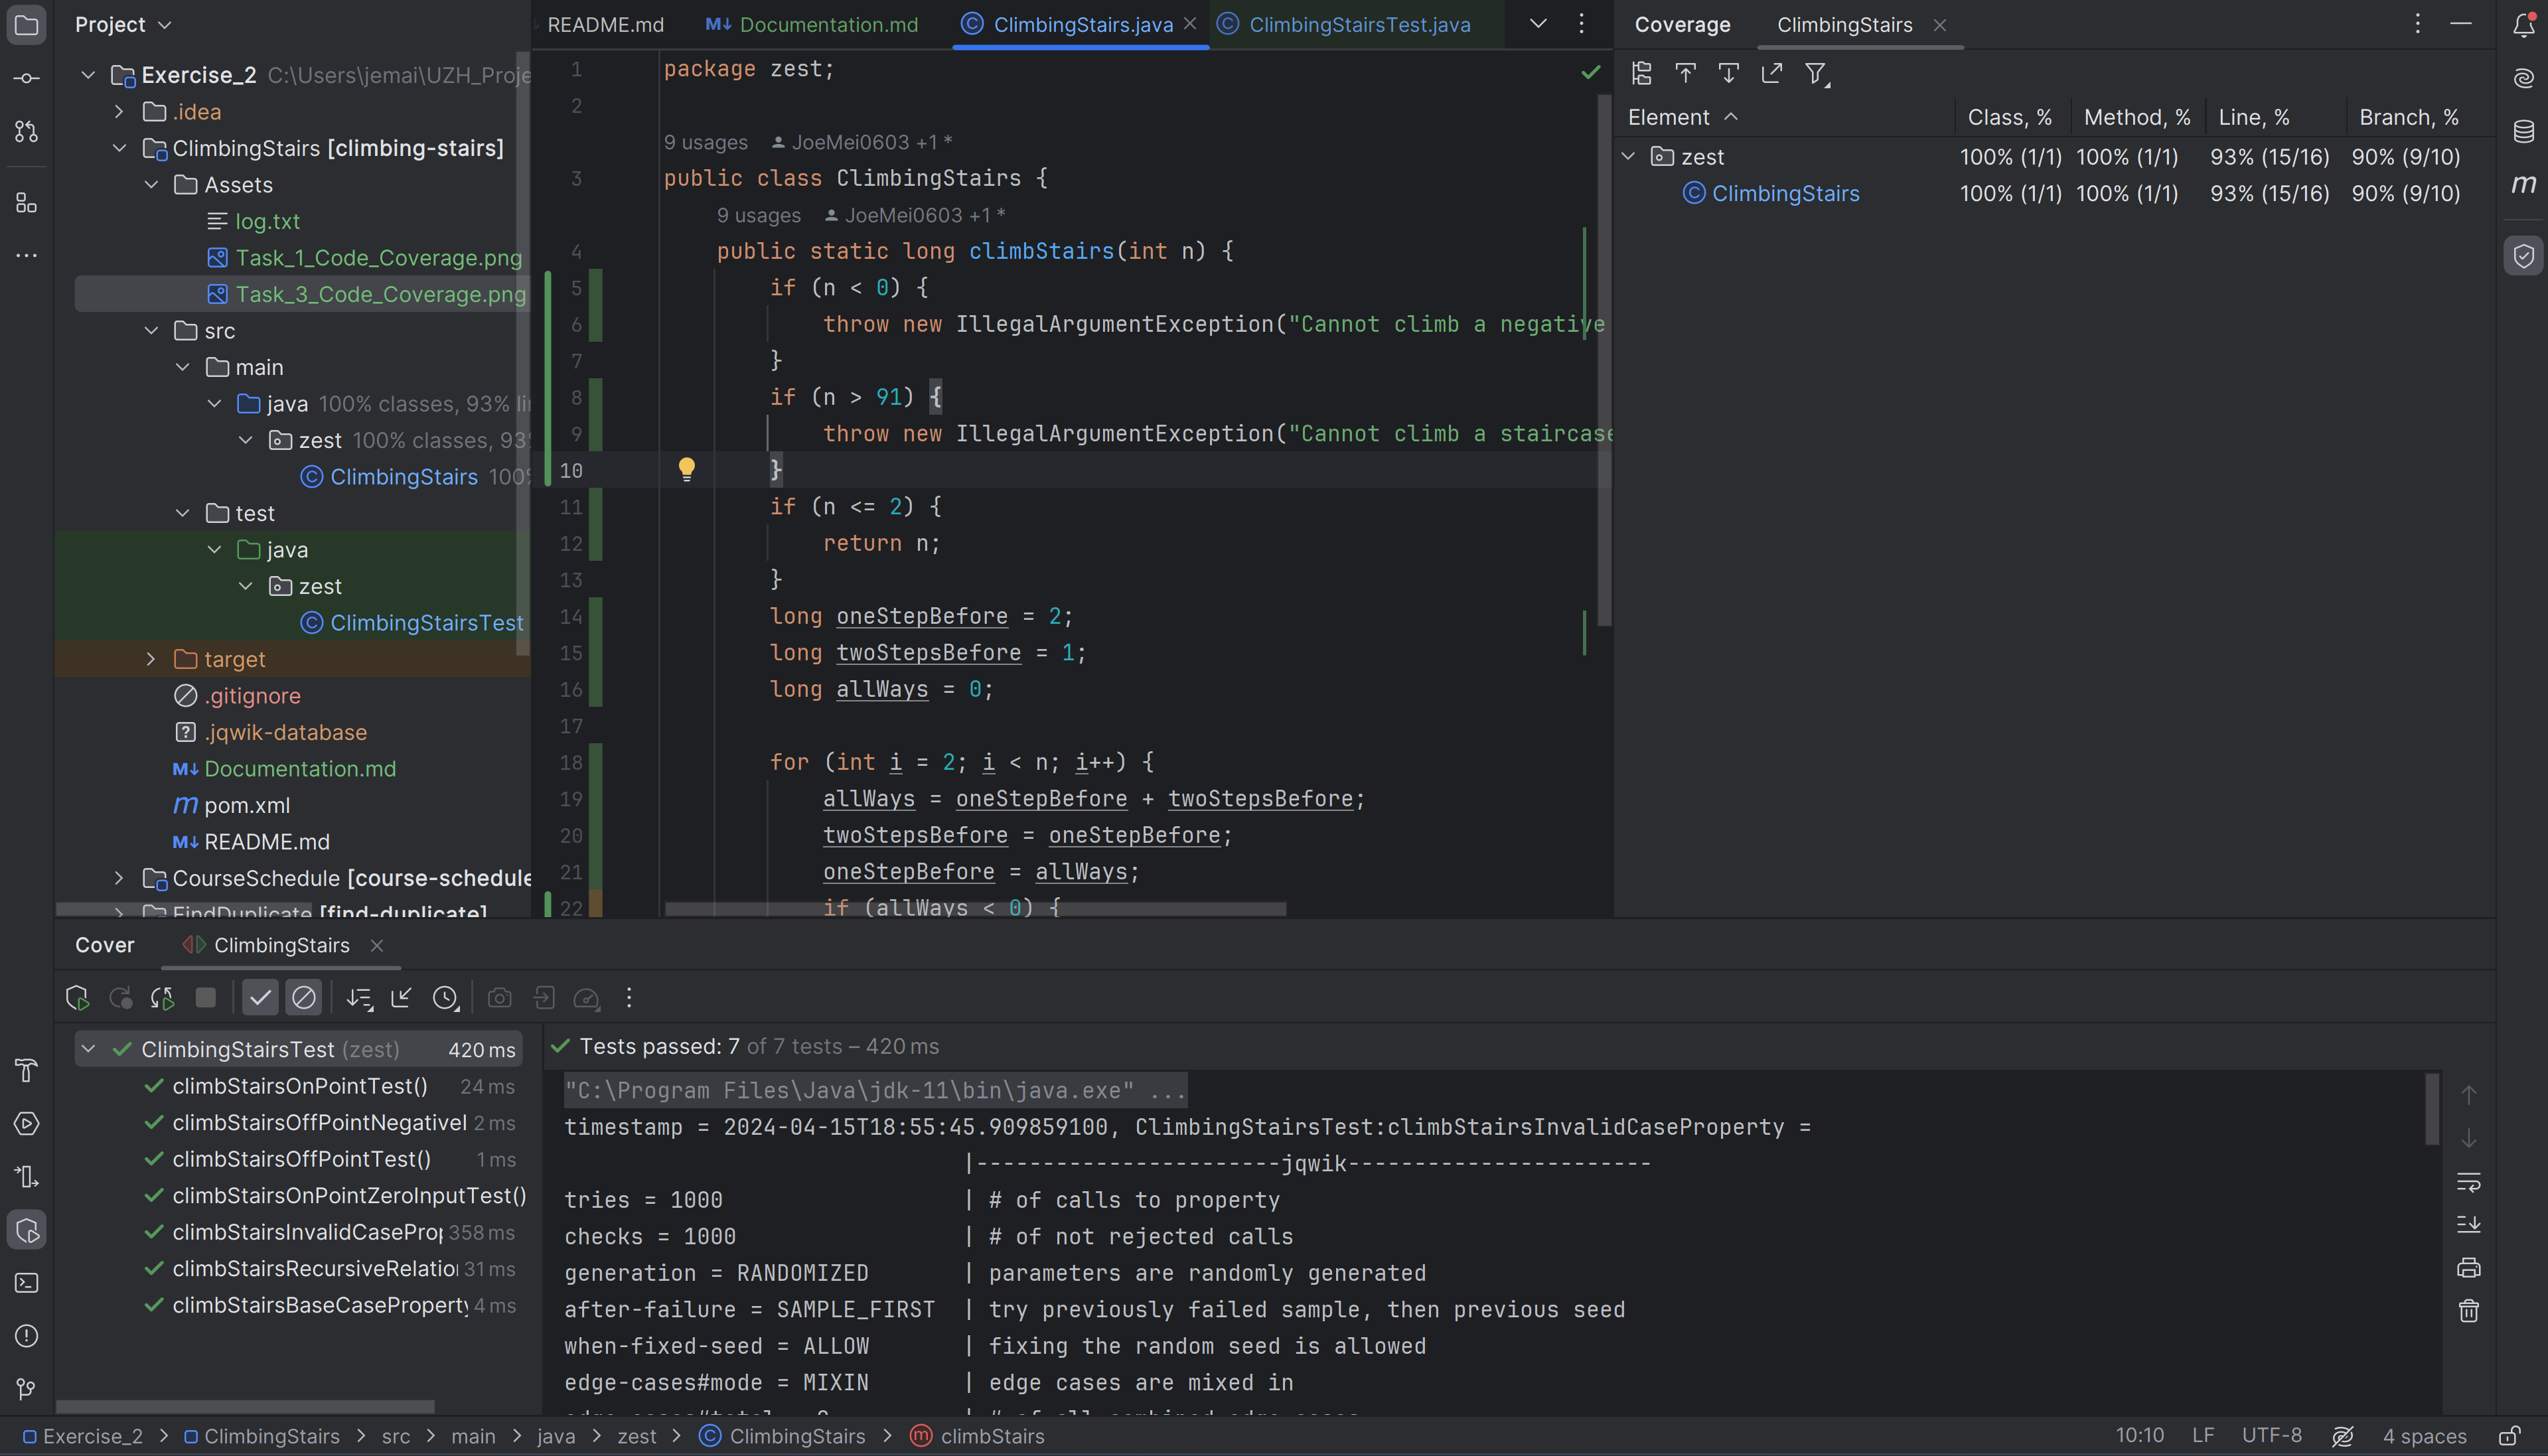 Project
Exercise_2 C:\Users\jemai\UZH_Proje
.idea
ClimbingStairs [climbing-stairs]
Assets
log.txt
Task_1_Code_Coverage.png
Task_3_Code_Coverage.png
src
main
java 100% classes, 93% li
zest 100% classes, 93
ClimbingStairs 100
test
java
zest
ClimbingStairsTest
target
.gitignore
.jqwik-database
Documentation.md
pom.xml
README.md
CourseSchedule [course-schedule
FindDuplicate [find-duplicate]
README.md
Documentation.md
ClimbingStairs.java
ClimbingStairsTest.java
1 package zest;
2
9 usages JoeMei0603 +1 *
3 public class ClimbingStairs {
9 usages JoeMei0603 +1 *
4 public static long climbStairs(int n) {
5 if (n < 0) {
6 throw new IllegalArgumentException("Cannot climb a negative
7 }
8 if (n > 91) {
9 throw new IllegalArgumentException("Cannot climb a staircase
10 }
11 if (n <= 2) {
12 return n;
13 }
14 long oneStepBefore = 2;
15 long twoStepsBefore = 1;
16 long allWays = 0;
17
18 for (int i = 2; i < n; i++) {
19 allWays = oneStepBefore + twoStepsBefore;
20 twoStepsBefore = oneStepBefore;
21 oneStepBefore = allWays;
22 if (allWays < 0) {
Coverage ClimbingStairs
Element Class, % Method, % Line, % Branch, %
zest 100% (1/1) 100% (1/1) 93% (15/16) 90% (9/10)
ClimbingStairs 100% (1/1) 100% (1/1) 93% (15/16) 90% (9/10)
Cover ClimbingStairs
ClimbingStairsTest (zest) 420 ms
climbStairsOnPointTest() 24 ms
climbStairsOffPointNegativeI 2 ms
climbStairsOffPointTest() 1 ms
climbStairsOnPointZeroInputTest()
climbStairsInvalidCaseProp 358 ms
climbStairsRecursiveRelation 31 ms
climbStairsBaseCaseProperty 4 ms
Tests passed: 7 of 7 tests – 420 ms
"C:\Program Files\Java\jdk-11\bin\java.exe" ...
timestamp = 2024-04-15T18:55:45.909859100, ClimbingStairsTest:climbStairsInvalidCaseProperty =
|-----------------------jqwik-----------------------
tries = 1000 | # of calls to property
checks = 1000 | # of not rejected calls
generation = RANDOMIZED | parameters are randomly generated
after-failure = SAMPLE_FIRST | try previously failed sample, then previous seed
when-fixed-seed = ALLOW | fixing the random seed is allowed
edge-cases#mode = MIXIN | edge cases are mixed in
Exercise_2 > ClimbingStairs > src > main > java > zest > ClimbingStairs > climbStairs
10:10 LF UTF-8 4 spaces